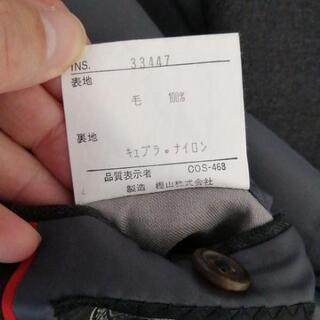 INS. 33447
表地
毛 100%
裏地
キュプラ・ナイロン
品質表示者 COS-468
製造 樫山株式会社